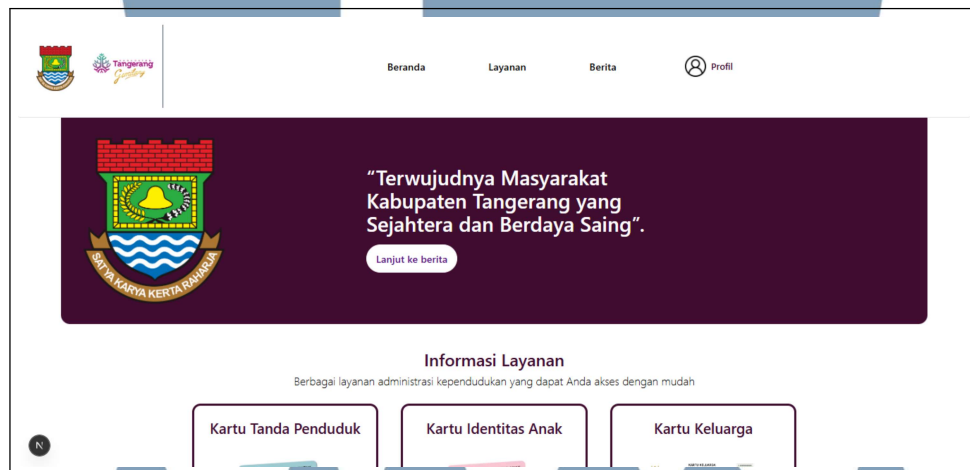 Tangerang
Gemilang
Beranda
Layanan
Berita
Profil
SATYA KARYA KERTA RAHARJA
“Terwujudnya Masyarakat
Kabupaten Tangerang yang
Sejahtera dan Berdaya Saing”.
Lanjut ke berita
Informasi Layanan
Berbagai layanan administrasi kependudukan yang dapat Anda akses dengan mudah
Kartu Tanda Penduduk
Kartu Identitas Anak
Kartu Keluarga
KARTU KELUARGA
N